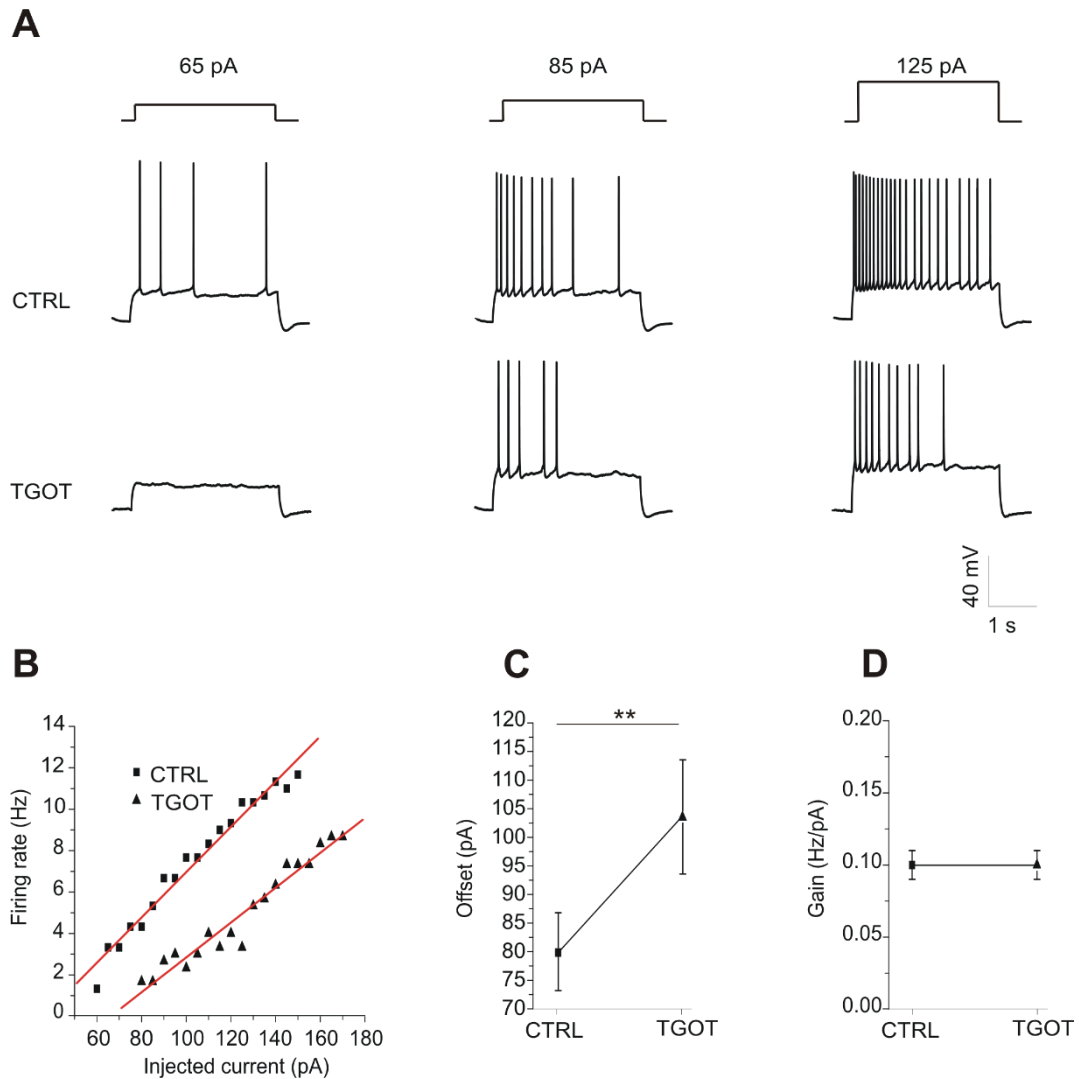 A
65 pA
85 pA
125 pA
CTRL
TGOT
40 mV
1 s
B
14
12
10
8
6
4
2
0
60 80 100 120 140 160 180
Firing rate (Hz)
Injected current (pA)
CTRL
TGOT
C
**
120
115
110
105
100
95
90
85
80
75
70
Offset (pA)
CTRL TGOT
D
0.20
0.15
0.10
0.05
0.00
Gain (Hz/pA)
CTRL TGOT